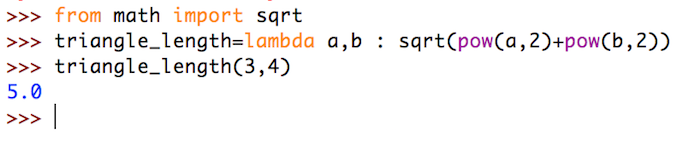 >>> from math import sqrt
>>> triangle_length=lambda a,b : sqrt(pow(a,2)+pow(b,2))
>>> triangle_length(3,4)
5.0
>>>